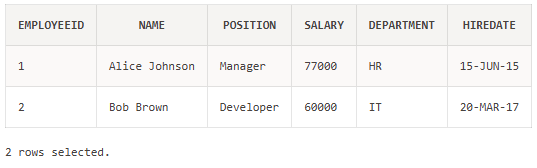 EMPLOYEEID NAME POSITION SALARY DEPARTMENT HIREDATE
1 Alice Johnson Manager 77000 HR 15-JUN-15
2 Bob Brown Developer 60000 IT 20-MAR-17
2 rows selected.